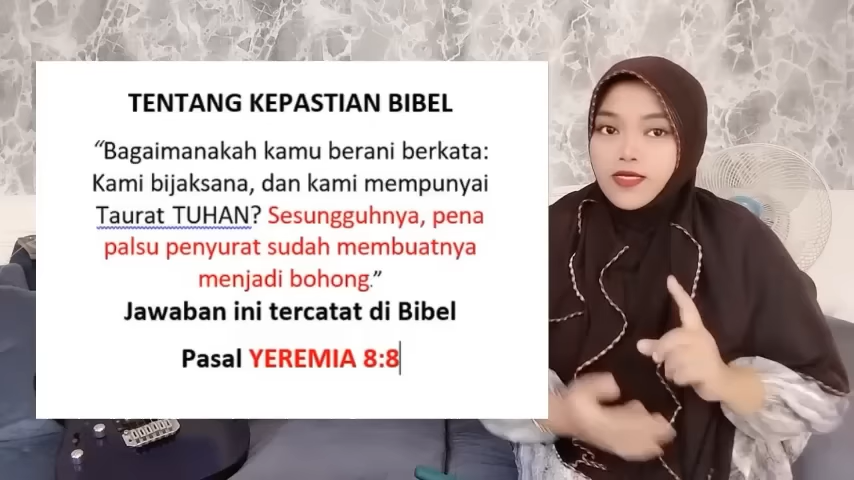 TENTANG KEPASTIAN BIBEL
“Bagaimanakah kamu berani berkata:
Kami bijaksana, dan kami mempunyai
Taurat TUHAN? Sesungguhnya, pena
palsu penyurat sudah membuatnya
menjadi bohong.”
Jawaban ini tercatat di Bibel
Pasal YEREMIA 8:8